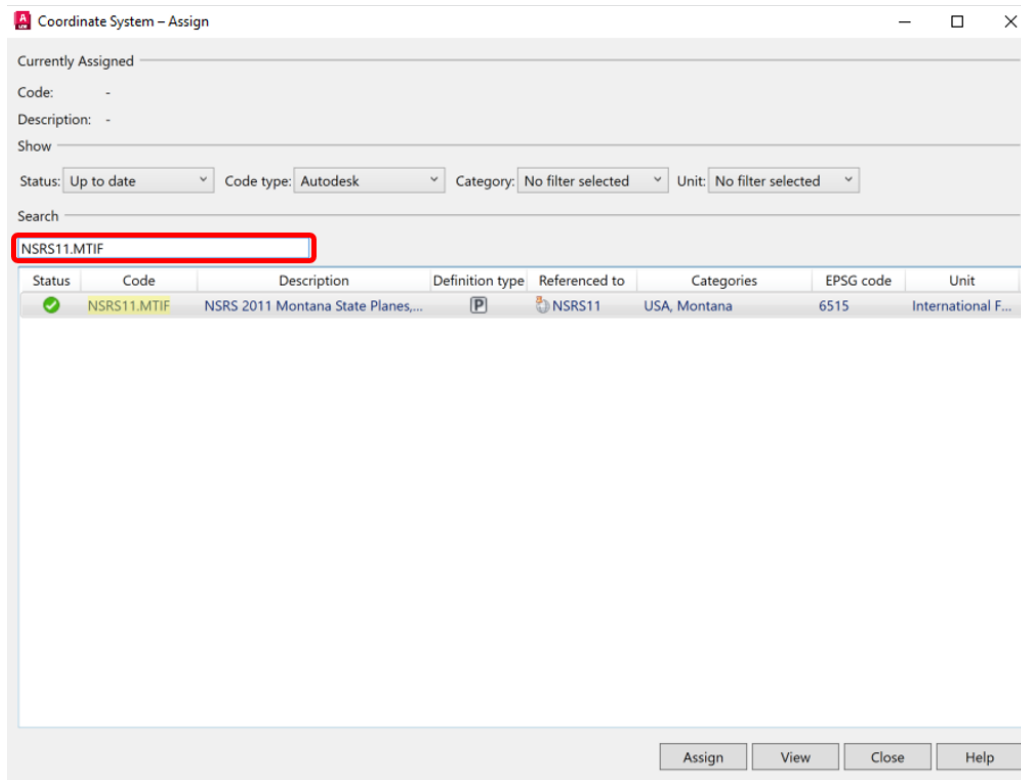 Coordinate System – Assign
Currently Assigned
Code: -
Description: -
Show
Status: Up to date Code type: Autodesk Category: No filter selected Unit: No filter selected
Search
NSRS11.MTIF
Status Code Description Definition type Referenced to Categories EPSG code Unit
NSRS11.MTIF NSRS 2011 Montana State Planes,... P NSRS11 USA, Montana 6515 International F...
Assign View Close Help